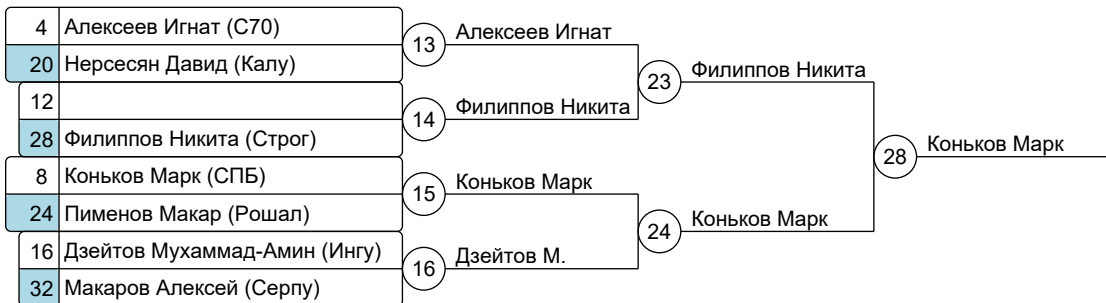 4 Алексеев Игнат (С70)
20 Нерсесян Давид (Калу)
13 Алексеев Игнат
12
28 Филиппов Никита (Строг)
14 Филиппов Никита
23 Филиппов Никита
8 Коньков Марк (СПБ)
24 Пименов Макар (Рошал)
15 Коньков Марк
16 Дзейтов Мухаммад-Амин (Ингу)
32 Макаров Алексей (Серпу)
16 Дзейтов М.
24 Коньков Марк
28 Коньков Марк